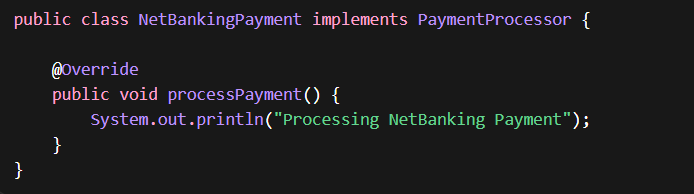 public class NetBankingPayment implements PaymentProcessor {
@Override
public void processPayment() {
System.out.println("Processing NetBanking Payment");
}
}